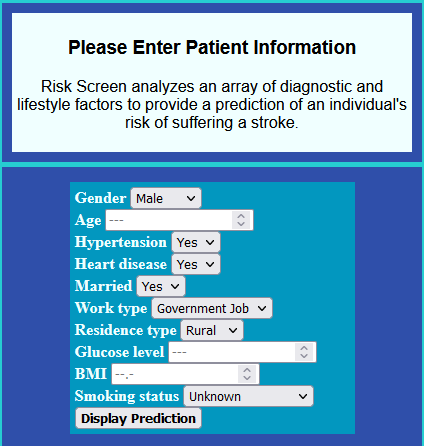 Please Enter Patient Information
Risk Screen analyzes an array of diagnostic and
lifestyle factors to provide a prediction of an individual's
risk of suffering a stroke.
Gender Male
Age ---
Hypertension Yes
Heart disease Yes
Married Yes
Work type Government Job
Residence type Rural
Glucose level ---
BMI --.-
Smoking status Unknown
Display Prediction